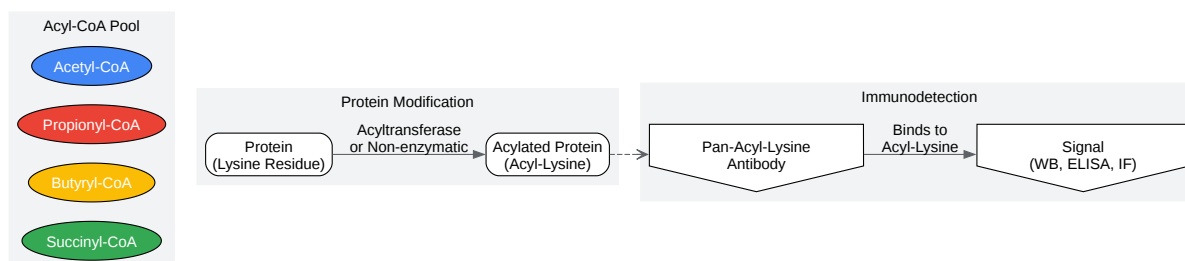 Acyl-CoA Pool
Acetyl-CoA
Propionyl-CoA
Butyryl-CoA
Succinyl-CoA
Protein Modification
Protein
(Lysine Residue)
Acyltransferase
or Non-enzymatic
Acylated Protein
(Acyl-Lysine)
Immunodetection
Pan-Acyl-Lysine
Antibody
Binds to
Acyl-Lysine
Signal
(WB, ELISA, IF)